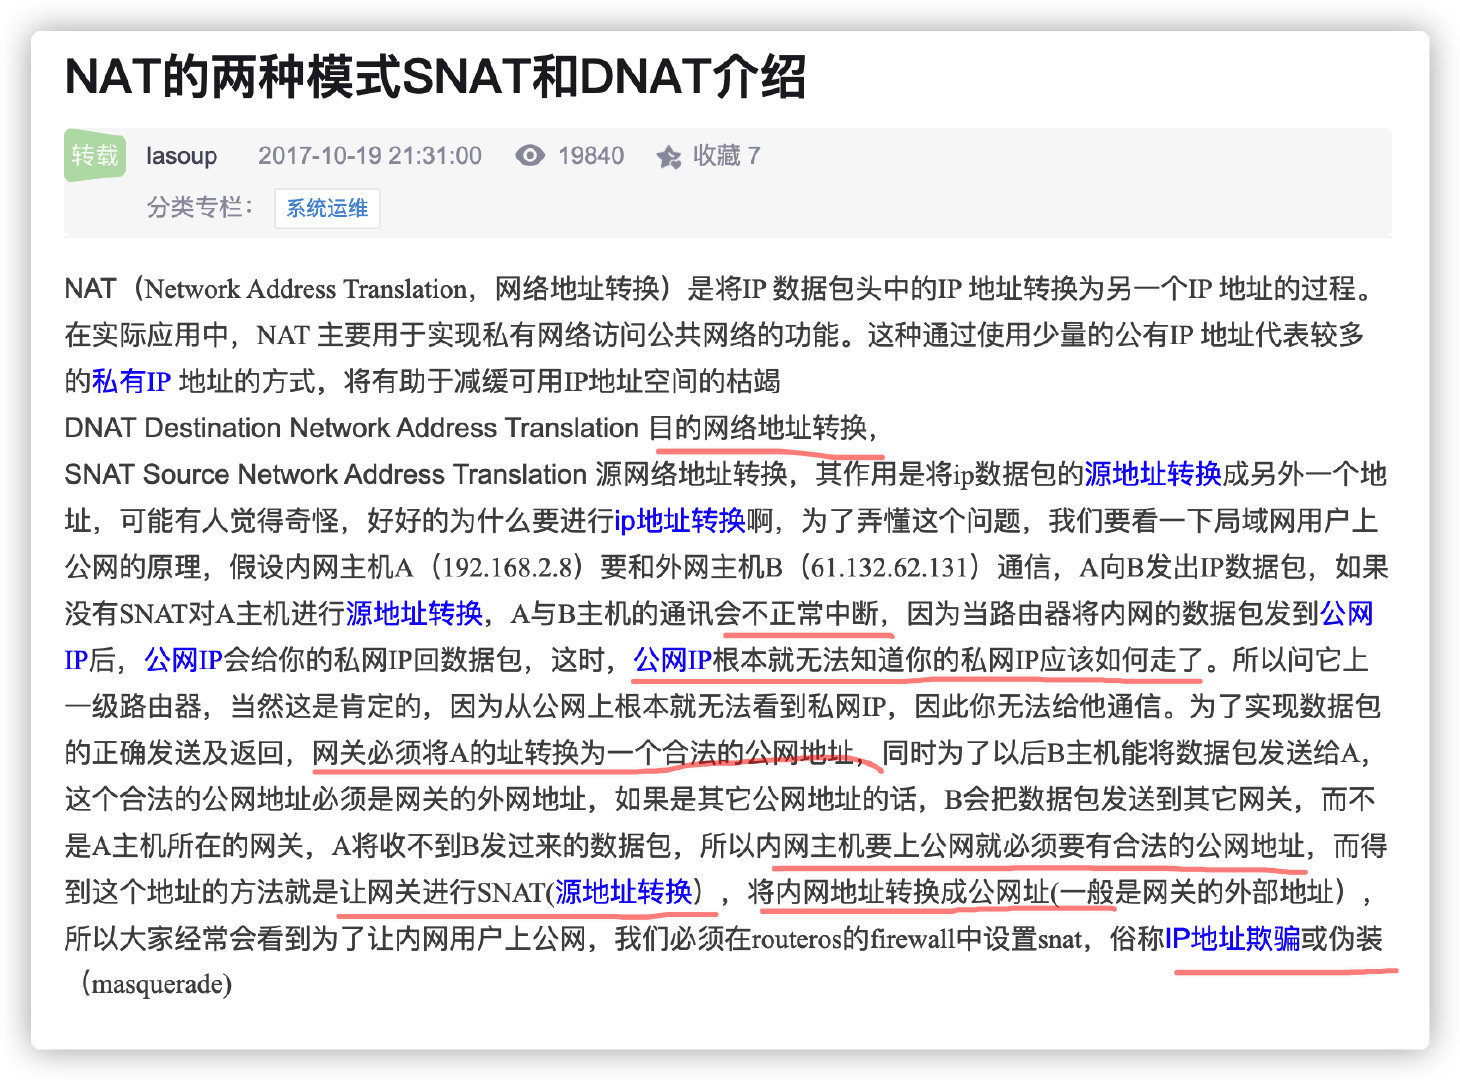 NAT的两种模式SNAT和DNAT介绍
转载 lasoup 2017-10-19 21:31:00 19840 收藏 7
分类专栏： 系统运维
NAT（Network Address Translation，网络地址转换）是将IP 数据包头中的IP 地址转换为另一个IP 地址的过程。
在实际应用中，NAT 主要用于实现私有网络访问公共网络的功能。这种通过使用少量的公有IP 地址代表较多
的私有IP 地址的方式，将有助于减缓可用IP地址空间的枯竭
DNAT Destination Network Address Translation 目的网络地址转换，
SNAT Source Network Address Translation 源网络地址转换，其作用是将ip数据包的源地址转换成另外一个地
址，可能有人觉得奇怪，好好的为什么要进行ip地址转换啊，为了弄懂这个问题，我们要看一下局域网用户上
公网的原理，假设内网主机A（192.168.2.8）要和外网主机B（61.132.62.131）通信，A向B发出IP数据包，如果
没有SNAT对A主机进行源地址转换，A与B主机的通讯会不正常中断，因为当路由器将内网的数据包发到公网
IP后，公网IP会给你的私网IP回数据包，这时，公网IP根本就无法知道你的私网IP应该如何走了。所以问它上
一级路由器，当然这是肯定的，因为从公网上根本就无法看到私网IP，因此你无法给他通信。为了实现数据包
的正确发送及返回，网关必须将A的址转换为一个合法的公网地址，同时为了以后B主机能将数据包发送给A，
这个合法的公网地址必须是网关的外网地址，如果是其它公网地址的话，B会把数据包发送到其它网关，而不
是A主机所在的网关，A将收不到B发过来的数据包，所以内网主机要上公网就必须要有合法的公网地址，而得
到这个地址的方法就是让网关进行SNAT(源地址转换），将内网地址转换成公网址(一般是网关的外部地址），
所以大家经常会看到为了让内网用户上公网，我们必须在routeros的firewall中设置snat，俗称IP地址欺骗或伪装
（masquerade)